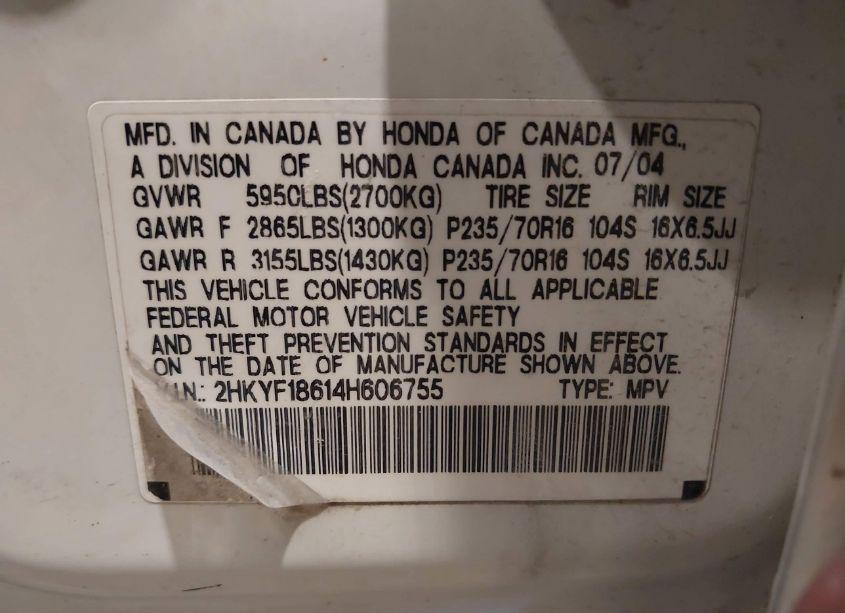 MFD. IN CANADA BY HONDA OF CANADA MFG.,
A DIVISION OF HONDA CANADA INC. 07/04
GVWR 5950LBS(2700KG) TIRE SIZE RIM SIZE
GAWR F 2865LBS(1300KG) P235/70R16 104S 16X6.5JJ
GAWR R 3155LBS(1430KG) P235/70R16 104S 16X6.5JJ
THIS VEHICLE CONFORMS TO ALL APPLICABLE
FEDERAL MOTOR VEHICLE SAFETY
AND THEFT PREVENTION STANDARDS IN EFFECT
ON THE DATE OF MANUFACTURE SHOWN ABOVE.
V.I.N.: 2HKYF18614H606755 TYPE: MPV